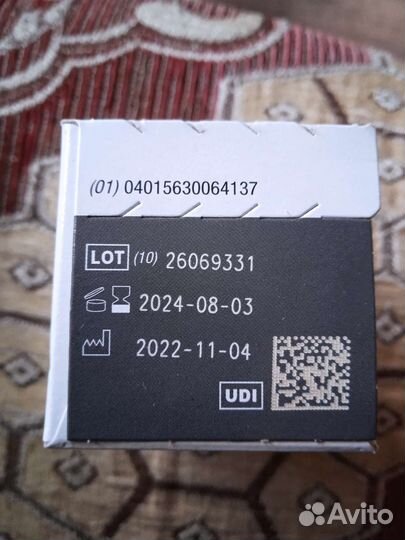 (01) 04015630064137
LOT (10) 26069331
2024-08-03
2022-11-04
UDI
Avito